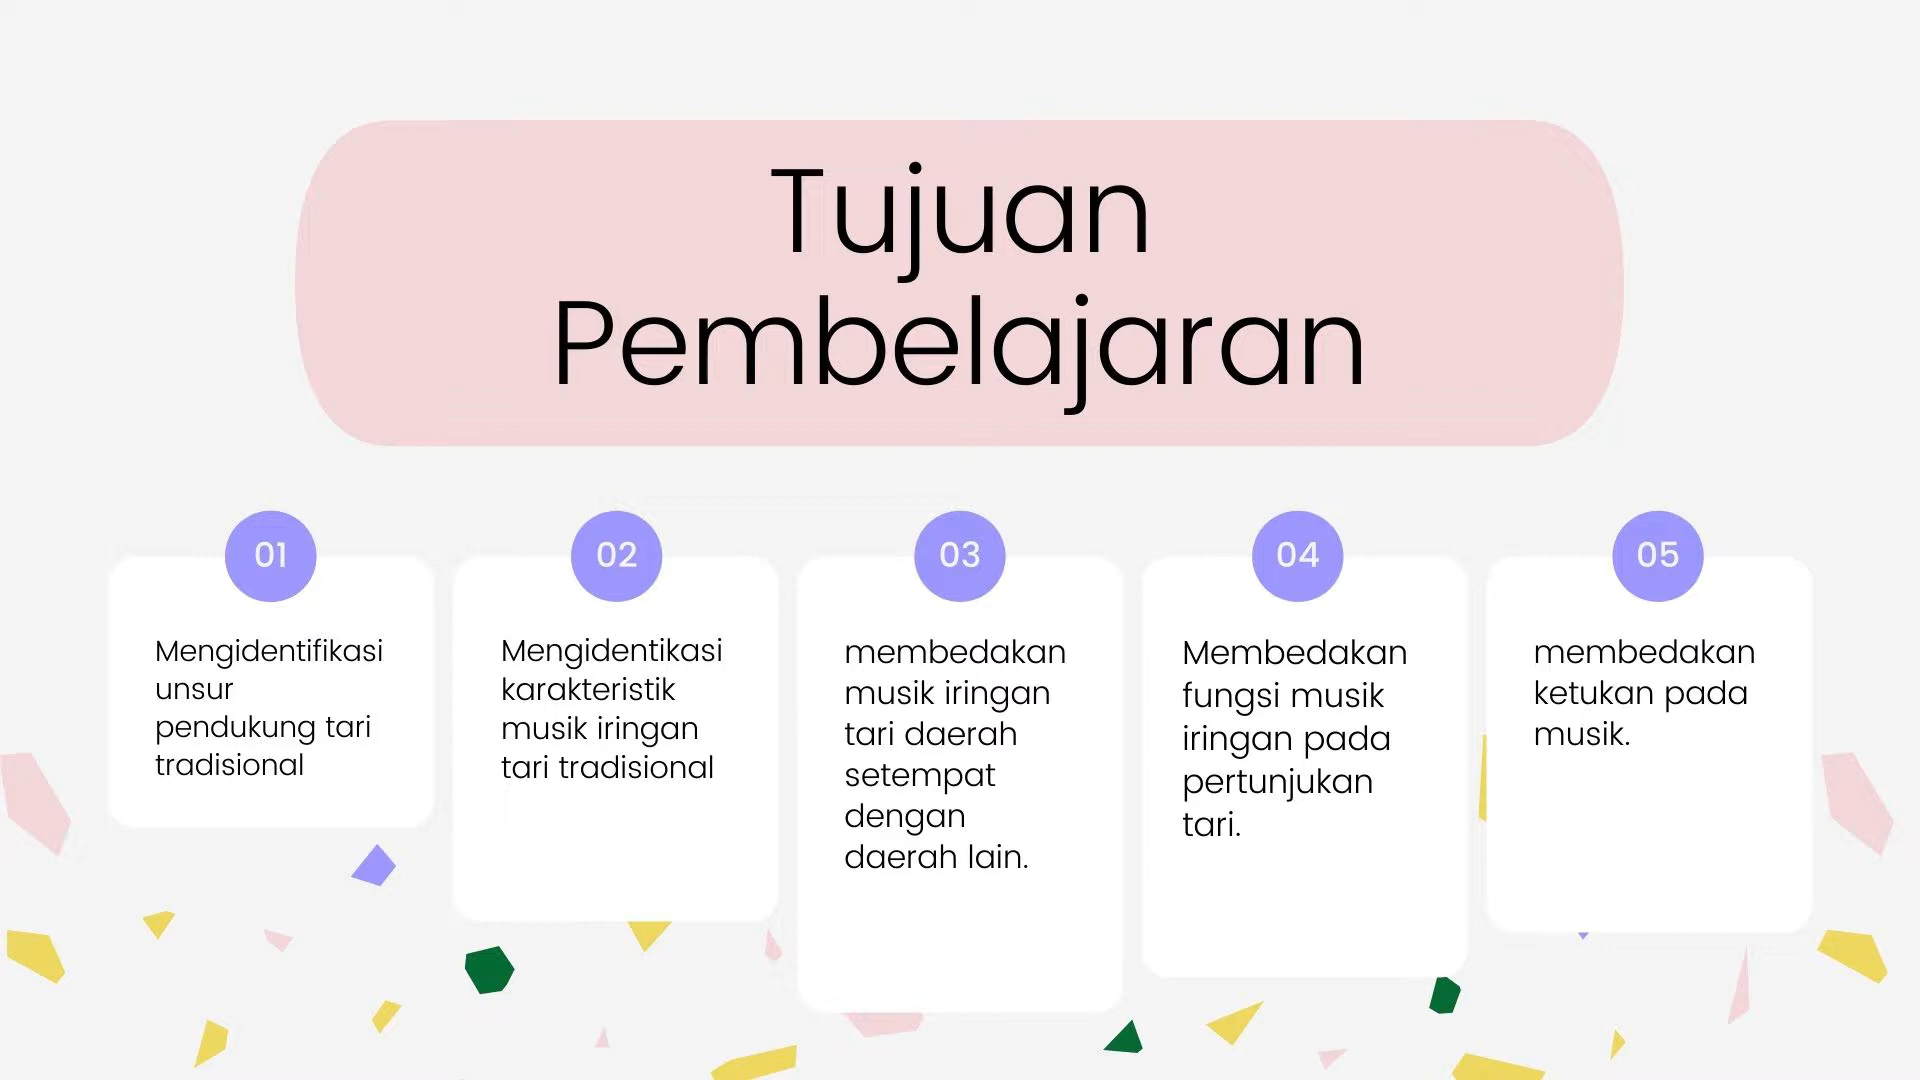 Tujuan
Pembelajaran
01
Mengidentifikasi
unsur
pendukung tari
tradisional
02
Mengidentikasi
karakteristik
musik iringan
tari tradisional
03
membedakan
musik iringan
tari daerah
setempat
dengan
daerah lain.
04
Membedakan
fungsi musik
iringan pada
pertunjukan
tari.
05
membedakan
ketukan pada
musik.